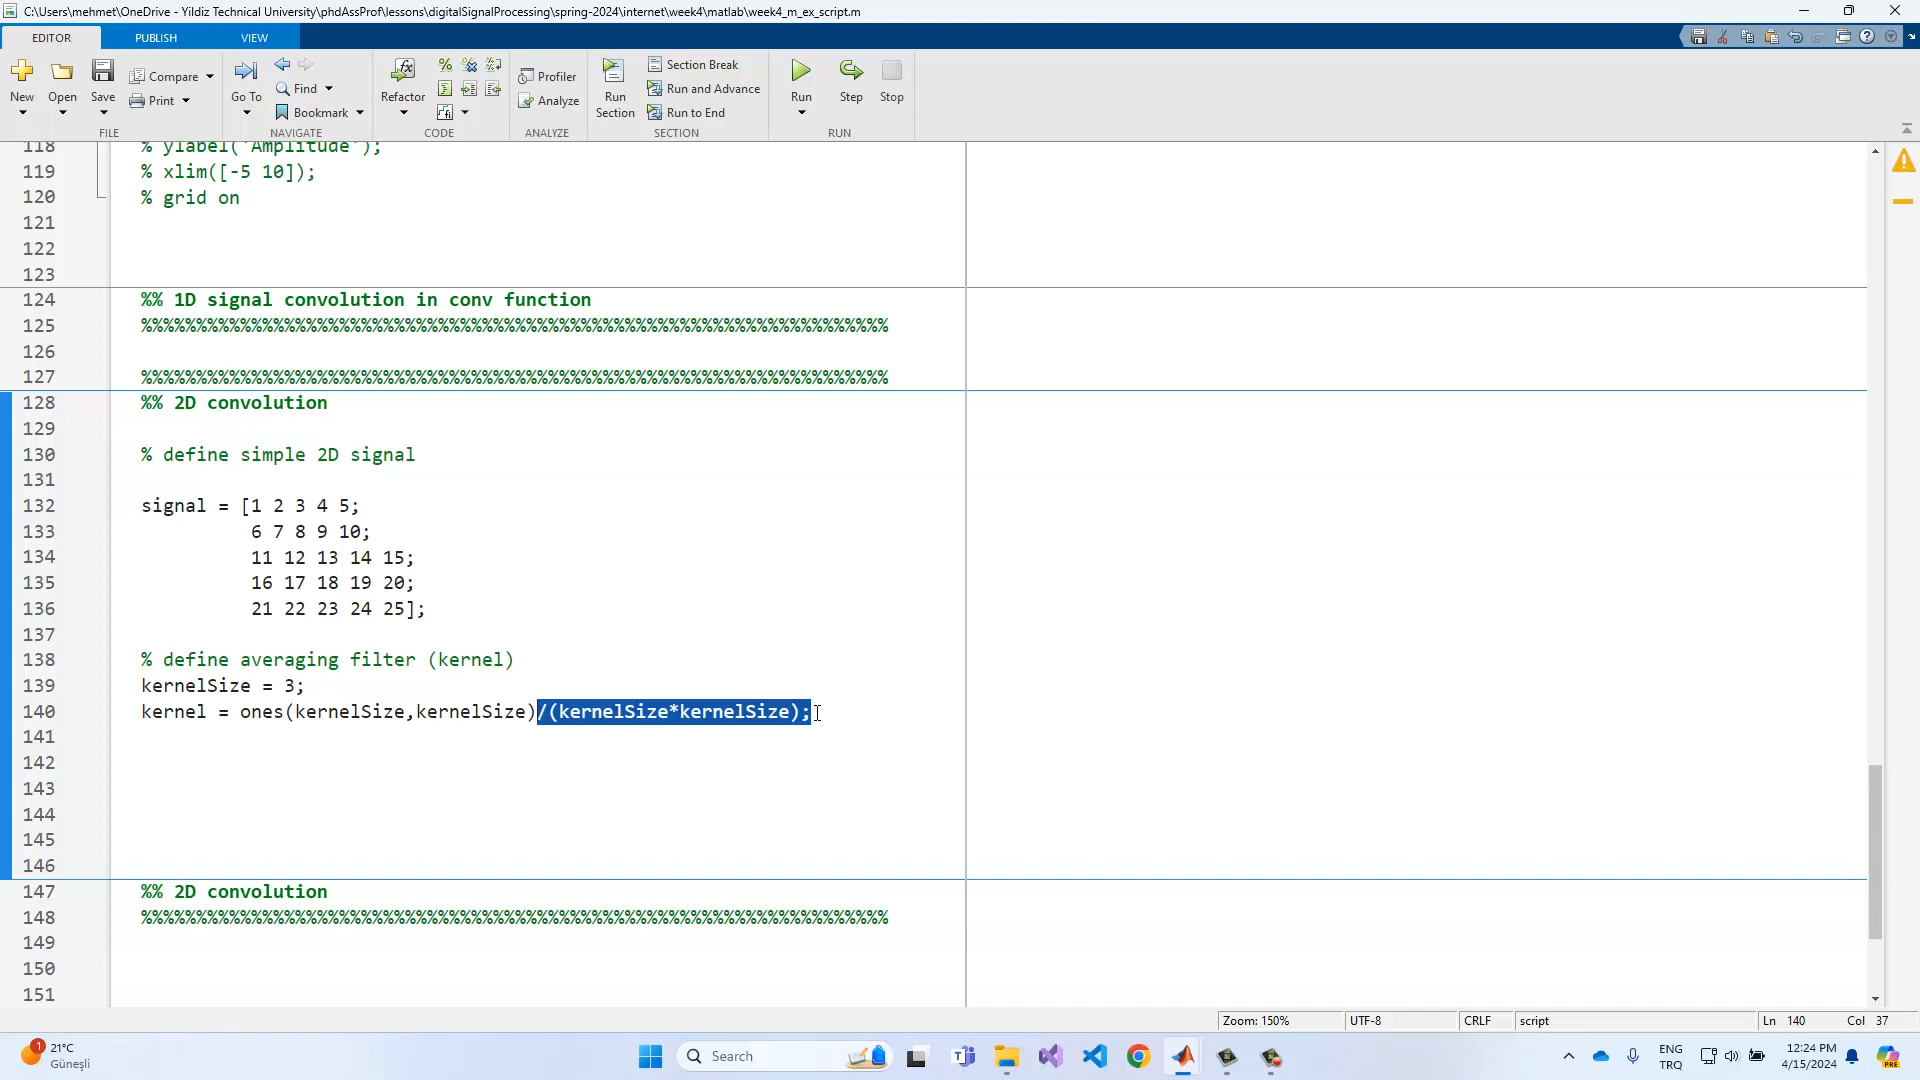 C:\Users\mehmet\OneDrive - Yildiz Technical University\phdAssProf\lessons\digitalSignalProcessing\spring-2024\internet\week4\matlab\week4_m_ex_script.m
EDITOR PUBLISH VIEW
New Open Save Compare Print
Go To Find Bookmark
Refactor
Profiler Analyze
Run Section Section Break Run and Advance Run to End
Run Step Stop
FILE NAVIGATE CODE ANALYZE SECTION RUN
118 % ylabel('Amplitude');
119 % xlim([-5 10]);
120 % grid on
121
122
123
124 %% 1D signal convolution in conv function
125 %%%%%%%%%%%%%%%%%%%%%%%%%%%%%%%%%%%%%%%%%%%%%%%%%%%%%%%%%%%%%%%%%%%%
126
127 %%%%%%%%%%%%%%%%%%%%%%%%%%%%%%%%%%%%%%%%%%%%%%%%%%%%%%%%%%%%%%%%%%%%
128 %% 2D convolution
129
130 % define simple 2D signal
131
132 signal = [1 2 3 4 5;
133 6 7 8 9 10;
134 11 12 13 14 15;
135 16 17 18 19 20;
136 21 22 23 24 25];
137
138 % define averaging filter (kernel)
139 kernelSize = 3;
140 kernel = ones(kernelSize,kernelSize)/(kernelSize*kernelSize);
141
142
143
144
145
146
147 %% 2D convolution
148 %%%%%%%%%%%%%%%%%%%%%%%%%%%%%%%%%%%%%%%%%%%%%%%%%%%%%%%%%%%%%%%%%%%%
149
150
151
Zoom: 150% UTF-8 CRLF script Ln 140 Col 37
1 21°C
Güneşli
Search
ENG
TRQ
12:24 PM
4/15/2024
PRE